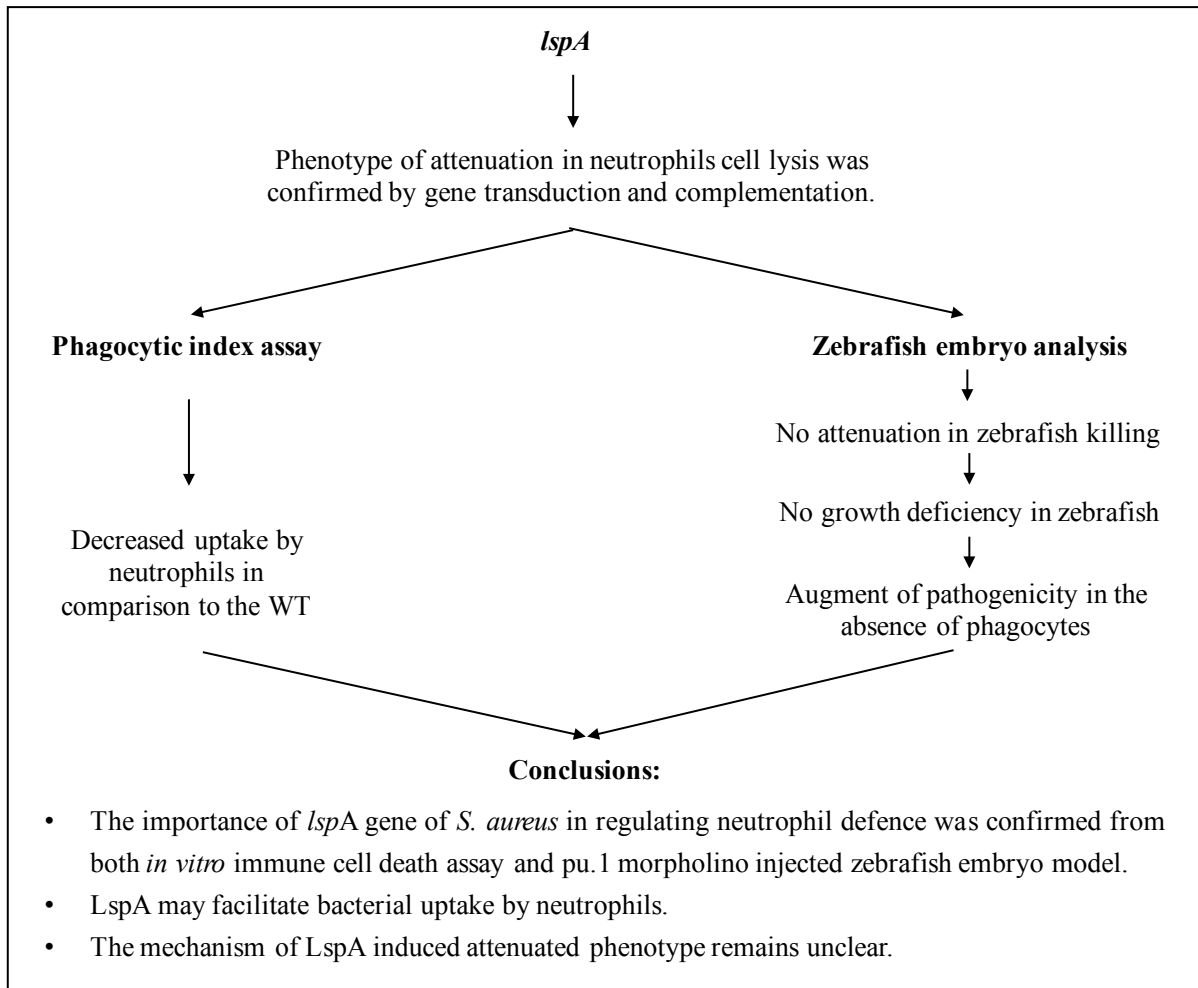 lspA
Phenotype of attenuation in neutrophils cell lysis was
confirmed by gene transduction and complementation.
Phagocytic index assay
Decreased uptake by
neutrophils in
comparison to the WT
Zebrafish embryo analysis
No attenuation in zebrafish killing
No growth deficiency in zebrafish
Augment of pathogenicity in the
absence of phagocytes
Conclusions:
• The importance of lspA gene of S. aureus in regulating neutrophil defence was confirmed from
both in vitro immune cell death assay and pu.1 morpholino injected zebrafish embryo model.
• LspA may facilitate bacterial uptake by neutrophils.
• The mechanism of LspA induced attenuated phenotype remains unclear.